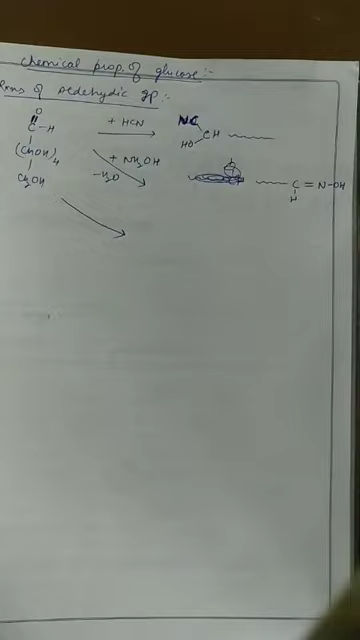 Chemical prop. of glucose:-
Rxns of Aldehydic gp:-
O
C-H
+ HCN
NC
HO
CH
(CHOH)4
+ NH2OH
-H2O
CH2OH
C = N-OH
H